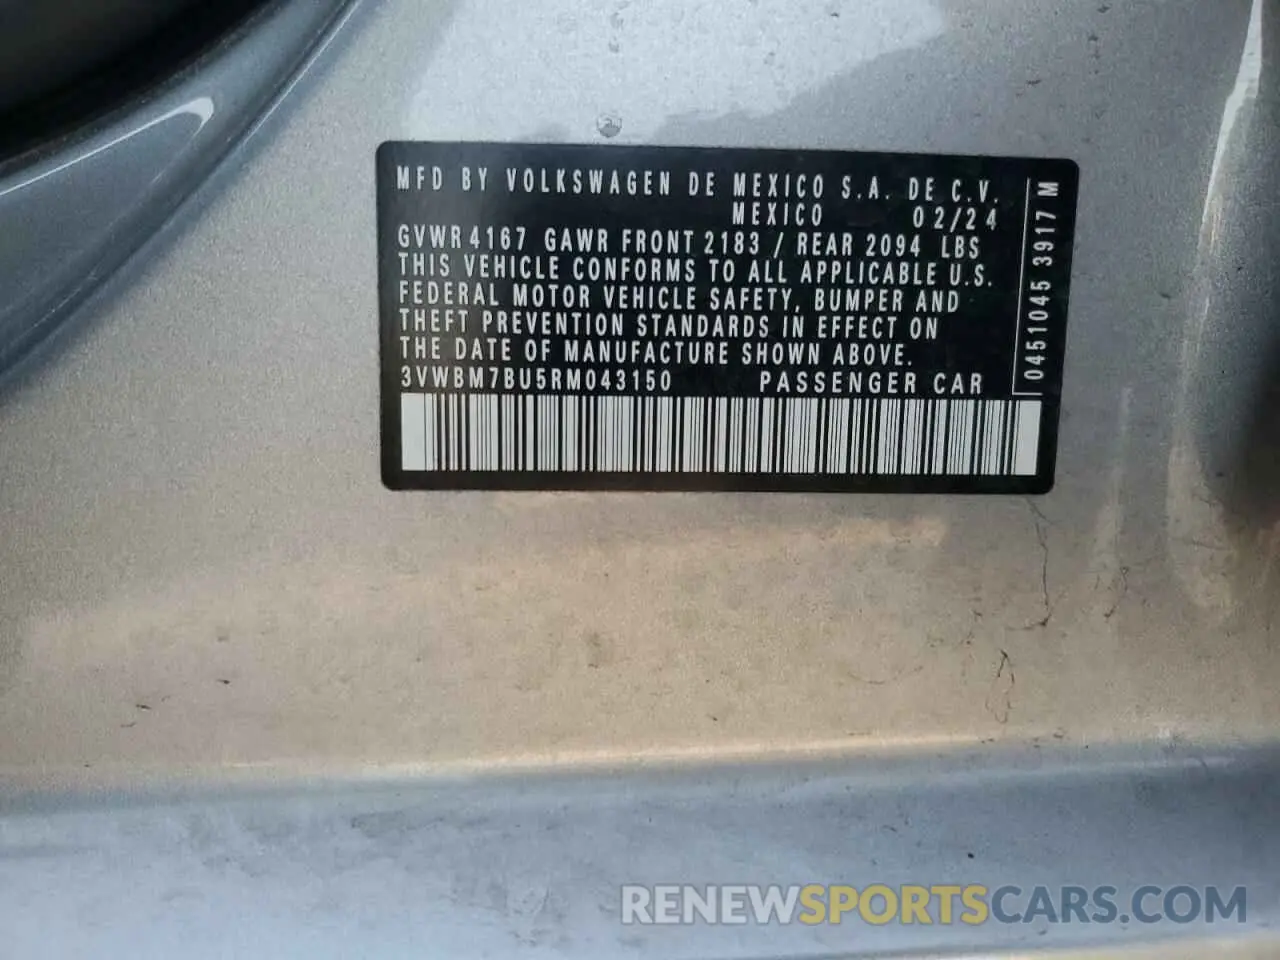 MFD BY VOLKSWAGEN DE MEXICO S.A. DE C.V.
MEXICO 02/24
GVWR 4167 GAWR FRONT 2183 / REAR 2094 LBS
THIS VEHICLE CONFORMS TO ALL APPLICABLE U.S.
FEDERAL MOTOR VEHICLE SAFETY, BUMPER AND
THEFT PREVENTION STANDARDS IN EFFECT ON
THE DATE OF MANUFACTURE SHOWN ABOVE.
3VWBM7BU5RM043150 PASSENGER CAR
0451045 3917 M
RENEWSPORTSCARS.COM